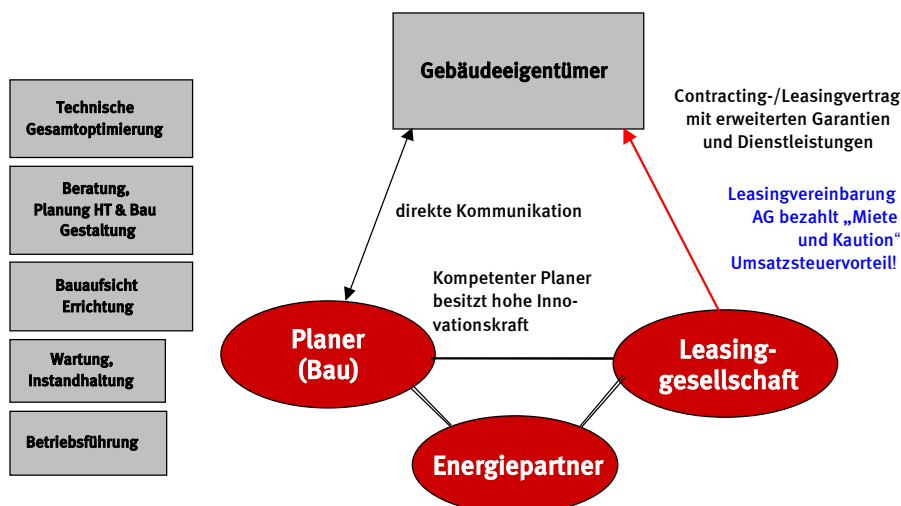 Gebäudeeigentümer
Technische
Gesamtoptimierung
Beratung,
Planung HT & Bau
Gestaltung
Bauaufsicht
Errichtung
Wartung,
Instandhaltung
Betriebsführung
Contracting-/Leasingvertrag
mit erweiterten Garantien
und Dienstleistungen
Leasingvereinbarung
AG bezahlt „Miete
und Kaution“
Umsatzsteuervorteil!
direkte Kommunikation
Kompetenter Planer
besitzt hohe Inno-
vationskraft
Planer
(Bau)
Leasing-
gesellschaft
Energiepartner